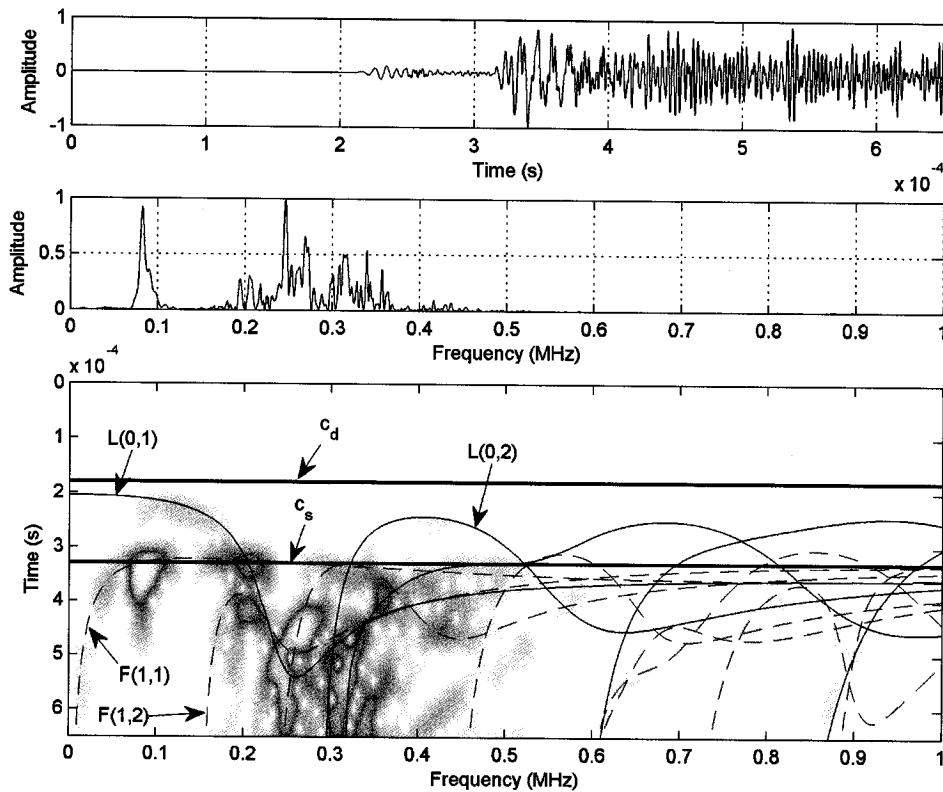 Amplitude
1
0
-1
0 1 2 3 4 5 6
Time (s)
x 10^-4
Amplitude
1
0.5
0
0 0.1 0.2 0.3 0.4 0.5 0.6 0.7 0.8 0.9 1
Frequency (MHz)
x 10^-4
Time (s)
0
1
2
3
4
5
6
L(0,1)
c_d
L(0,2)
c_s
F(1,1)
F(1,2)
0 0.1 0.2 0.3 0.4 0.5 0.6 0.7 0.8 0.9 1
Frequency (MHz)